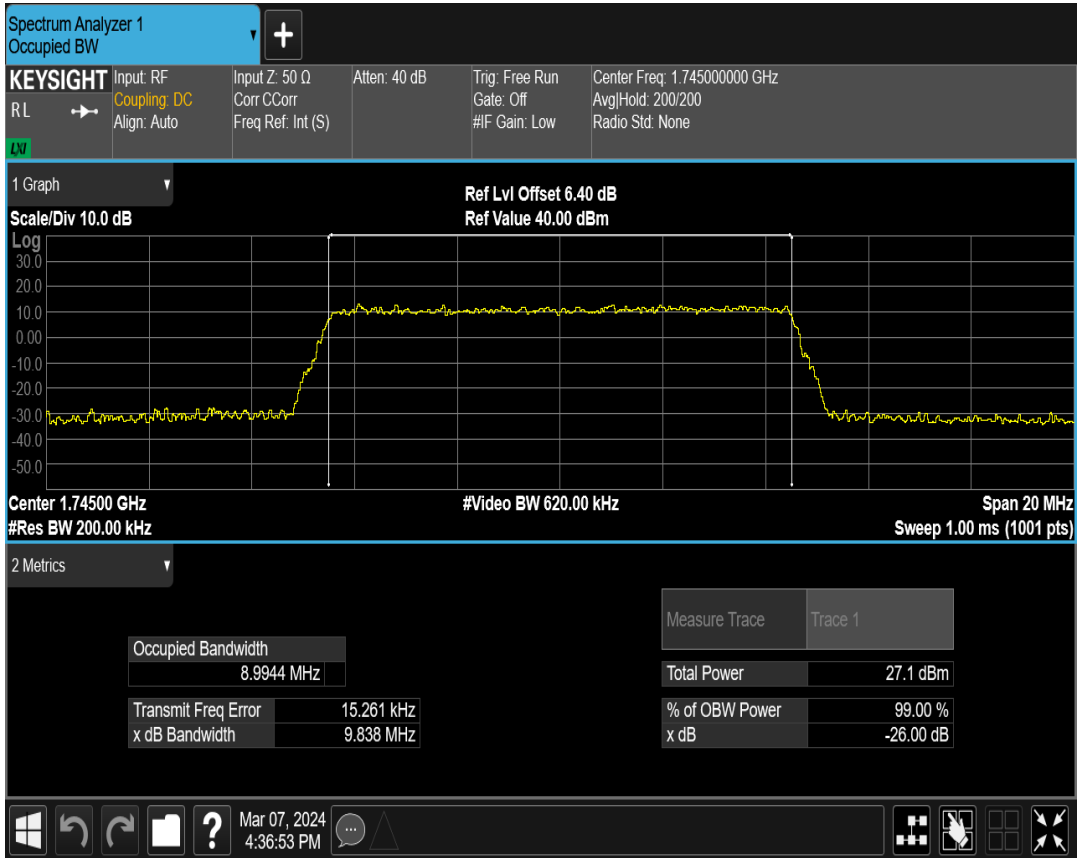 Spectrum Analyzer 1
Occupied BW
KEYSIGHT
R L
LXI
Input: RF
Coupling: DC
Align: Auto
Input Z: 50 Ω
Corr CCorr
Freq Ref: Int (S)
Atten: 40 dB
Trig: Free Run
Gate: Off
#IF Gain: Low
Center Freq: 1.745000000 GHz
Avg|Hold: 200/200
Radio Std: None
1 Graph
Scale/Div 10.0 dB
Ref Lvl Offset 6.40 dB
Ref Value 40.00 dBm
Log
30.0
20.0
10.0
0.00
-10.0
-20.0
-30.0
-40.0
-50.0
Center 1.74500 GHz
#Video BW 620.00 kHz
Span 20 MHz
#Res BW 200.00 kHz
Sweep 1.00 ms (1001 pts)
2 Metrics
Occupied Bandwidth
8.9944 MHz
Transmit Freq Error 15.261 kHz
x dB Bandwidth 9.838 MHz
Measure Trace Trace 1
Total Power 27.1 dBm
% of OBW Power 99.00 %
x dB -26.00 dB
?
Mar 07, 2024
4:36:53 PM